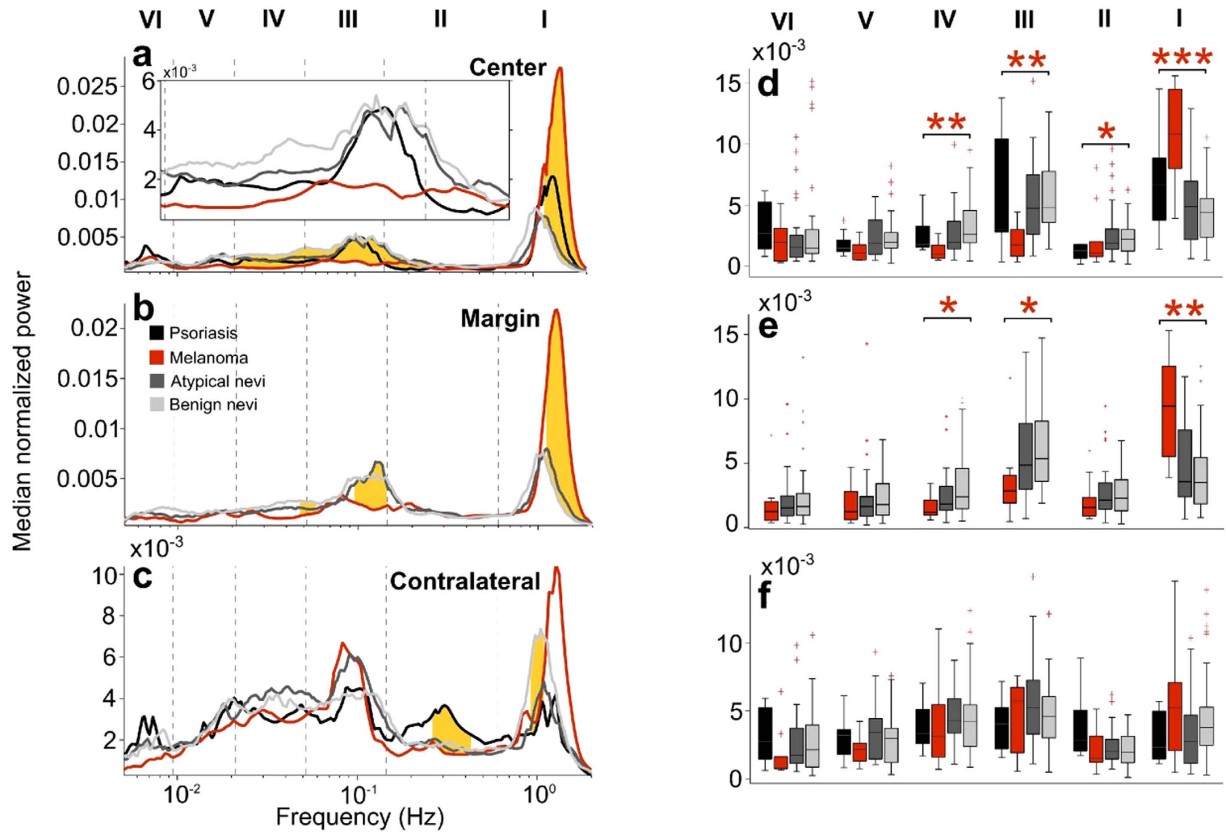 VI V IV III II I
VI V IV III II I
Median normalized power
a
Center
0.025
0.02
0.015
0.01
0.005
x10-3
6
4
2
b
Margin
0.02
0.015
0.01
0.005
Psoriasis
Melanoma
Atypical nevi
Benign nevi
x10-3
c
Contralateral
10
8
6
4
2
10-2 10-1 100
Frequency (Hz)
x10-3
d
15
10
5
0
** ** * ***
x10-3
e
15
10
5
0
* * **
x10-3
f
10
5
0